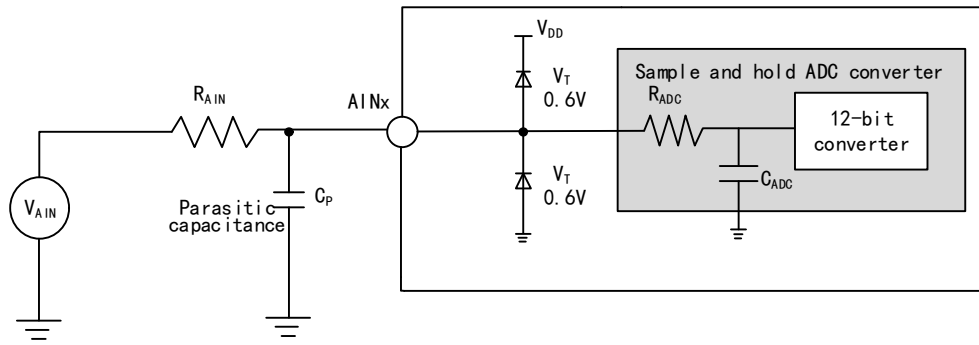 V_DD
Sample and hold ADC converter
V_T
0.6V
R_ADC
R_AIN
AINx
12-bit
converter
V_T
0.6V
C_ADC
V_AIN
Parasitic
capacitance
C_P